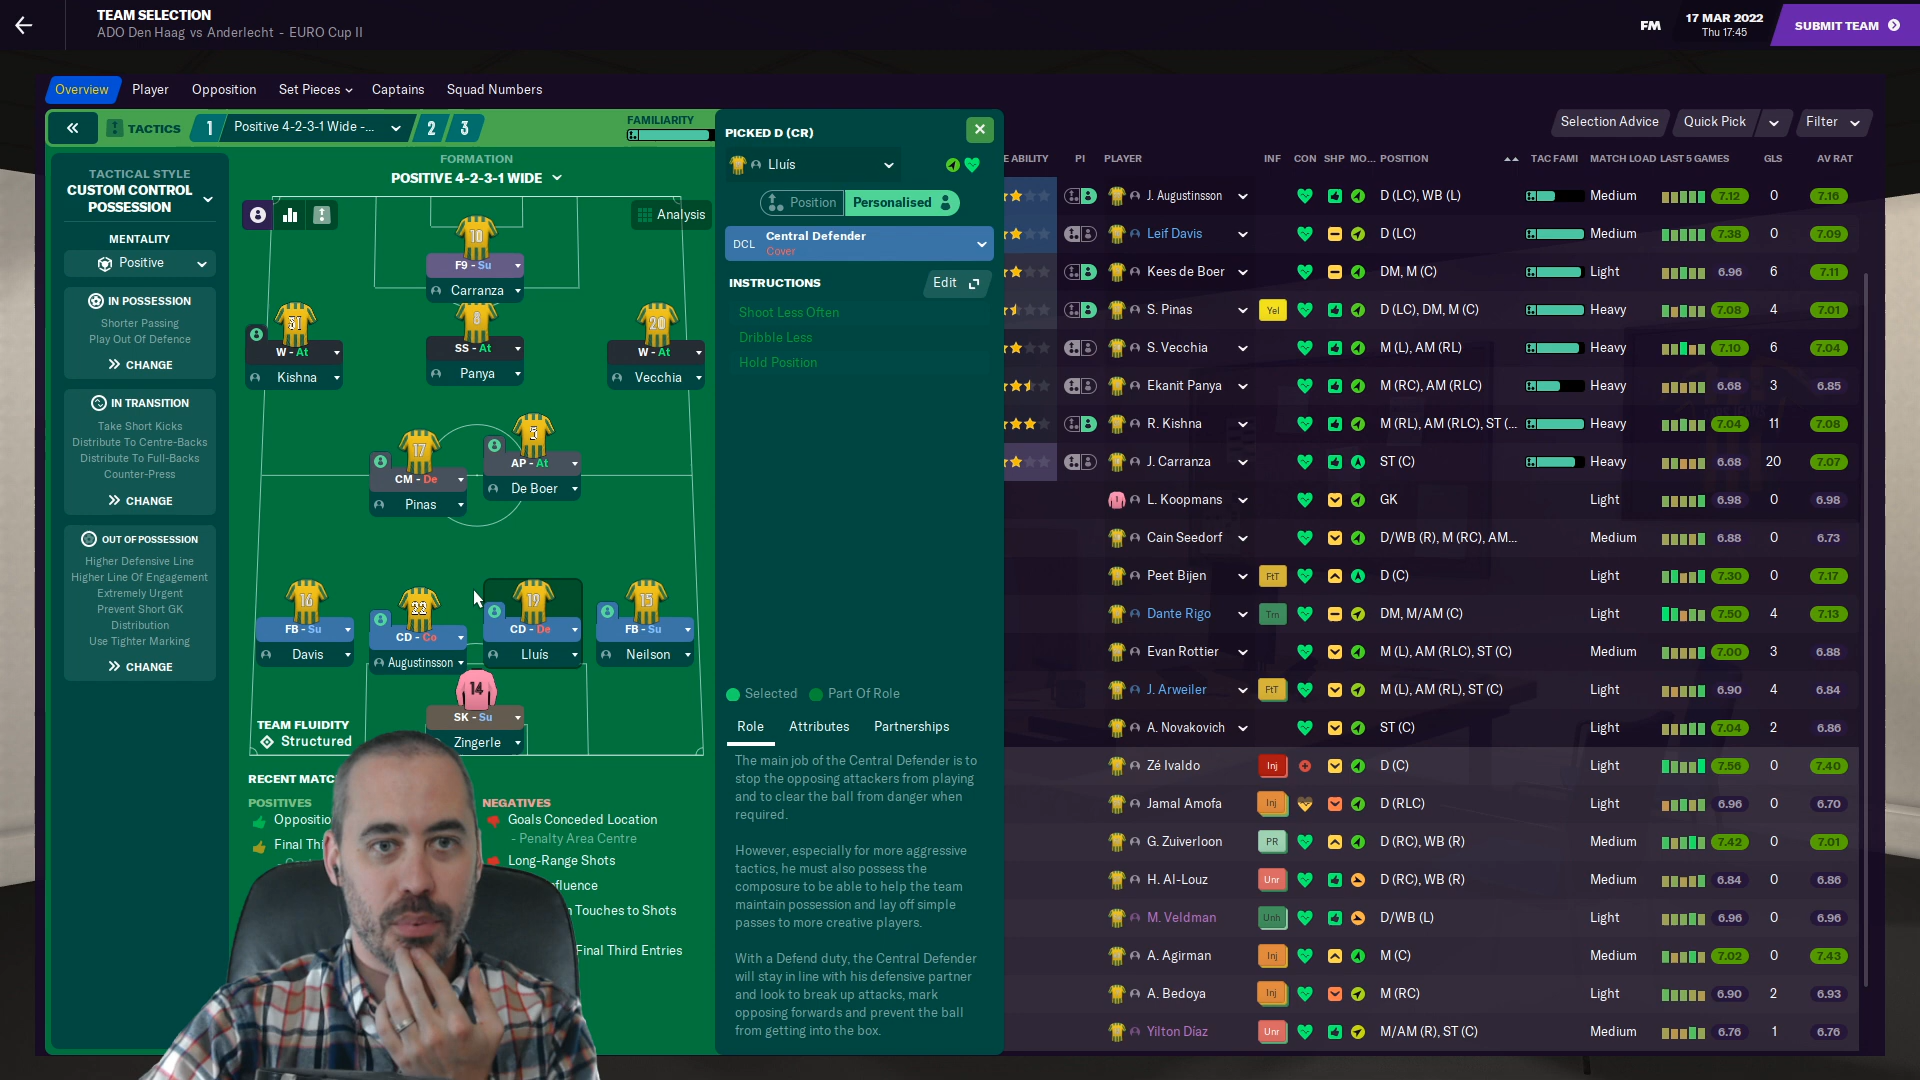 TEAM SELECTION
ADO Den Haag vs Anderlecht - EURO Cup II
FM
17 MAR 2022
Thu 17:45
SUBMIT TEAM
Overview
Player
Opposition
Set Pieces
Captains
Squad Numbers
TACTICS
1
Positive 4-2-3-1 Wide -...
2
3
FAMILIARITY
TACTICAL STYLE
CUSTOM CONTROL
POSSESSION
MENTALITY
Positive
IN POSSESSION
Shorter Passing
Play Out Of Defence
CHANGE
IN TRANSITION
Take Short Kicks
Distribute To Centre-Backs
Distribute To Full-Backs
Counter-Press
CHANGE
OUT OF POSSESSION
Higher Defensive Line
Higher Line Of Engagement
Extremely Urgent
Prevent Short GK
Distribution
Use Tighter Marking
CHANGE
FORMATION
POSITIVE 4-2-3-1 WIDE
Analysis
10
F9 - Su
Carranza
31
W - At
Kishna
8
SS - At
Panya
20
W - At
Vecchia
17
CM - De
Pinas
5
AP - At
De Boer
16
FB - Su
Davis
22
CD - Co
Augustinsson
19
CD - De
Lluís
15
FB - Su
Neilson
14
SK - Su
Zingerle
TEAM FLUIDITY
Structured
RECENT MATC
POSITIVES
Oppositio
Final Thi
NEGATIVES
Goals Conceded Location
- Penalty Area Centre
Long-Range Shots
fluence
Touches to Shots
Final Third Entries
PICKED D (CR)
Lluís
Position
Personalised
DCL
Central Defender
Cover
INSTRUCTIONS
Edit
Shoot Less Often
Dribble Less
Hold Position
Selected
Part Of Role
Role
Attributes
Partnerships
The main job of the Central Defender is to
stop the opposing attackers from playing
and to clear the ball from danger when
required.
However, especially for more aggressive
tactics, he must also possess the
composure to be able to help the team
maintain possession and lay off simple
passes to more creative players.
With a Defend duty, the Central Defender
will stay in line with his defensive partner
and look to break up attacks, mark
opposing forwards and prevent the ball
from getting into the box.
Selection Advice
Quick Pick
Filter
E ABILITY PI PLAYER INF CON SHP MO... POSITION TAC FAMI MATCH LOAD LAST 5 GAMES GLS AV RAT
J. Augustinsson D (LC), WB (L) Medium 7.12 0 7.16
Leif Davis D (LC) Medium 7.38 0 7.09
Kees de Boer DM, M (C) Light 6.96 6 7.11
S. Pinas Yel D (LC), DM, M (C) Heavy 7.08 4 7.01
S. Vecchia M (L), AM (RL) Heavy 7.10 6 7.04
Ekanit Panya M (RC), AM (RLC) Heavy 6.68 3 6.85
R. Kishna M (RL), AM (RLC), ST (... Heavy 7.04 11 7.08
J. Carranza ST (C) Heavy 6.68 20 7.07
L. Koopmans GK Light 6.98 0 6.98
Cain Seedorf D/WB (R), M (RC), AM... Medium 6.88 0 6.73
Peet Bijen FtT D (C) Light 7.30 0 7.17
Dante Rigo Trn DM, M/AM (C) Light 7.50 4 7.13
Evan Rottier M (L), AM (RLC), ST (C) Medium 7.00 3 6.88
J. Arweiler FtT M (L), AM (RL), ST (C) Light 6.90 4 6.84
A. Novakovich ST (C) Light 7.04 2 6.86
Zé Ivaldo Inj D (C) Light 7.56 0 7.40
Jamal Amofa Inj D (RLC) Light 6.96 0 6.70
G. Zuiverloon PR D (RC), WB (R) Medium 7.42 0 7.01
H. Al-Louz Unr D (RC), WB (R) Medium 6.84 0 6.86
M. Veldman Unh D/WB (L) Light 6.96 0 6.96
A. Agirman Inj M (C) Medium 7.02 0 7.43
A. Bedoya Inj M (RC) Light 6.90 2 6.93
Yilton Díaz Unr M/AM (R), ST (C) Medium 6.76 1 6.76